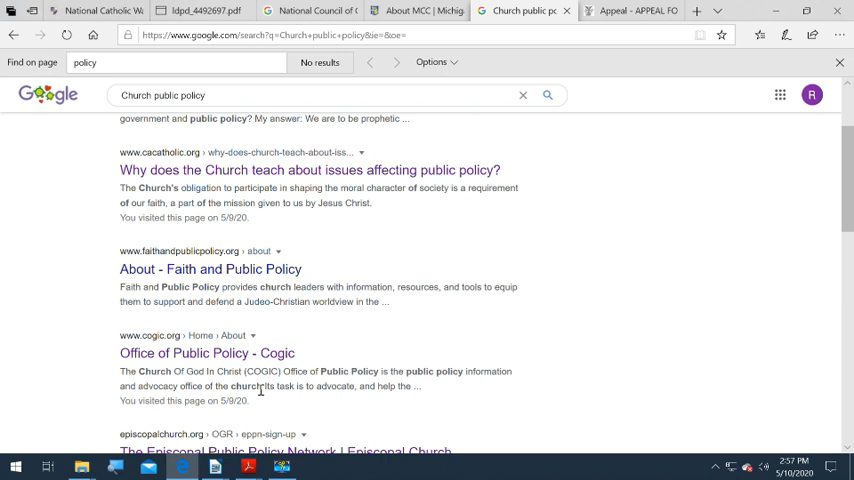 National Catholic Wa
ldpd_4492697.pdf
National Council of C
About MCC | Michig
Church public po
Appeal - APPEAL FO
https://www.google.com/search?q=Church+public+policy&ie=&oe=
Find on page
policy
No results
Options
Google
Church public policy
R
government and public policy? My answer: We are to be prophetic ...
www.cacatholic.org › why-does-church-teach-about-iss...
Why does the Church teach about issues affecting public policy?
The Church's obligation to participate in shaping the moral character of society is a requirement
of our faith, a part of the mission given to us by Jesus Christ.
You visited this page on 5/9/20.
www.faithandpublicpolicy.org › about
About - Faith and Public Policy
Faith and Public Policy provides church leaders with information, resources, and tools to equip
them to support and defend a Judeo-Christian worldview in the ...
www.cogic.org › Home › About
Office of Public Policy - Cogic
The Church Of God In Christ (COGIC) Office of Public Policy is the public policy information
and advocacy office of the church Its task is to advocate, and help the ...
You visited this page on 5/9/20.
episcopalchurch.org › OGR › eppn-sign-up
The Episcopal Public Policy Network | Episcopal Church
2:57 PM
5/10/2020